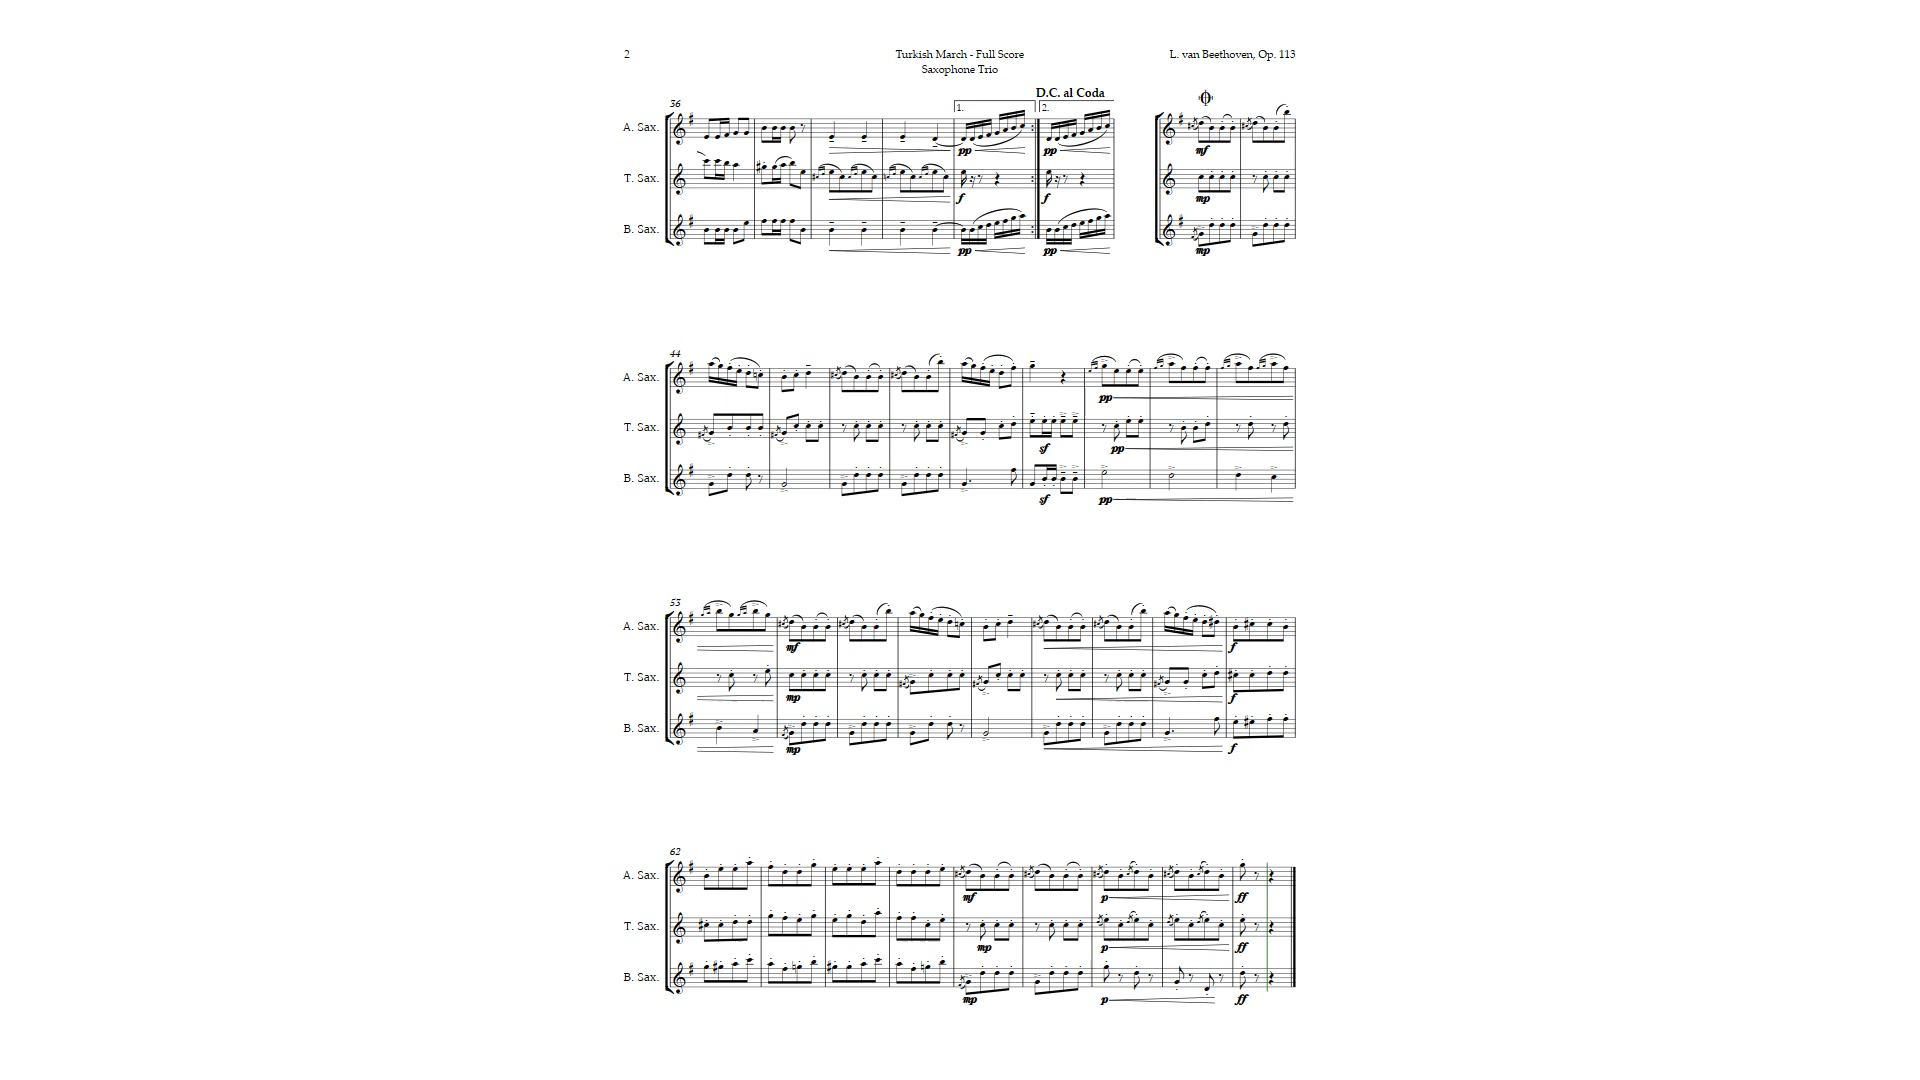 2
Turkish March - Full Score
L. van Beethoven, Op. 113
Saxophone Trio
D.C. al Coda
36
1.
2.
A. Sax.
mf
pp
pp
T. Sax.
mp
f
f
B. Sax.
mp
pp
pp
44
A. Sax.
pp
T. Sax.
sf
pp
B. Sax.
sf
pp
53
A. Sax.
mf
f
T. Sax.
mp
f
B. Sax.
mp
f
62
A. Sax.
mf
p
ff
T. Sax.
mp
p
ff
B. Sax.
mp
p
ff